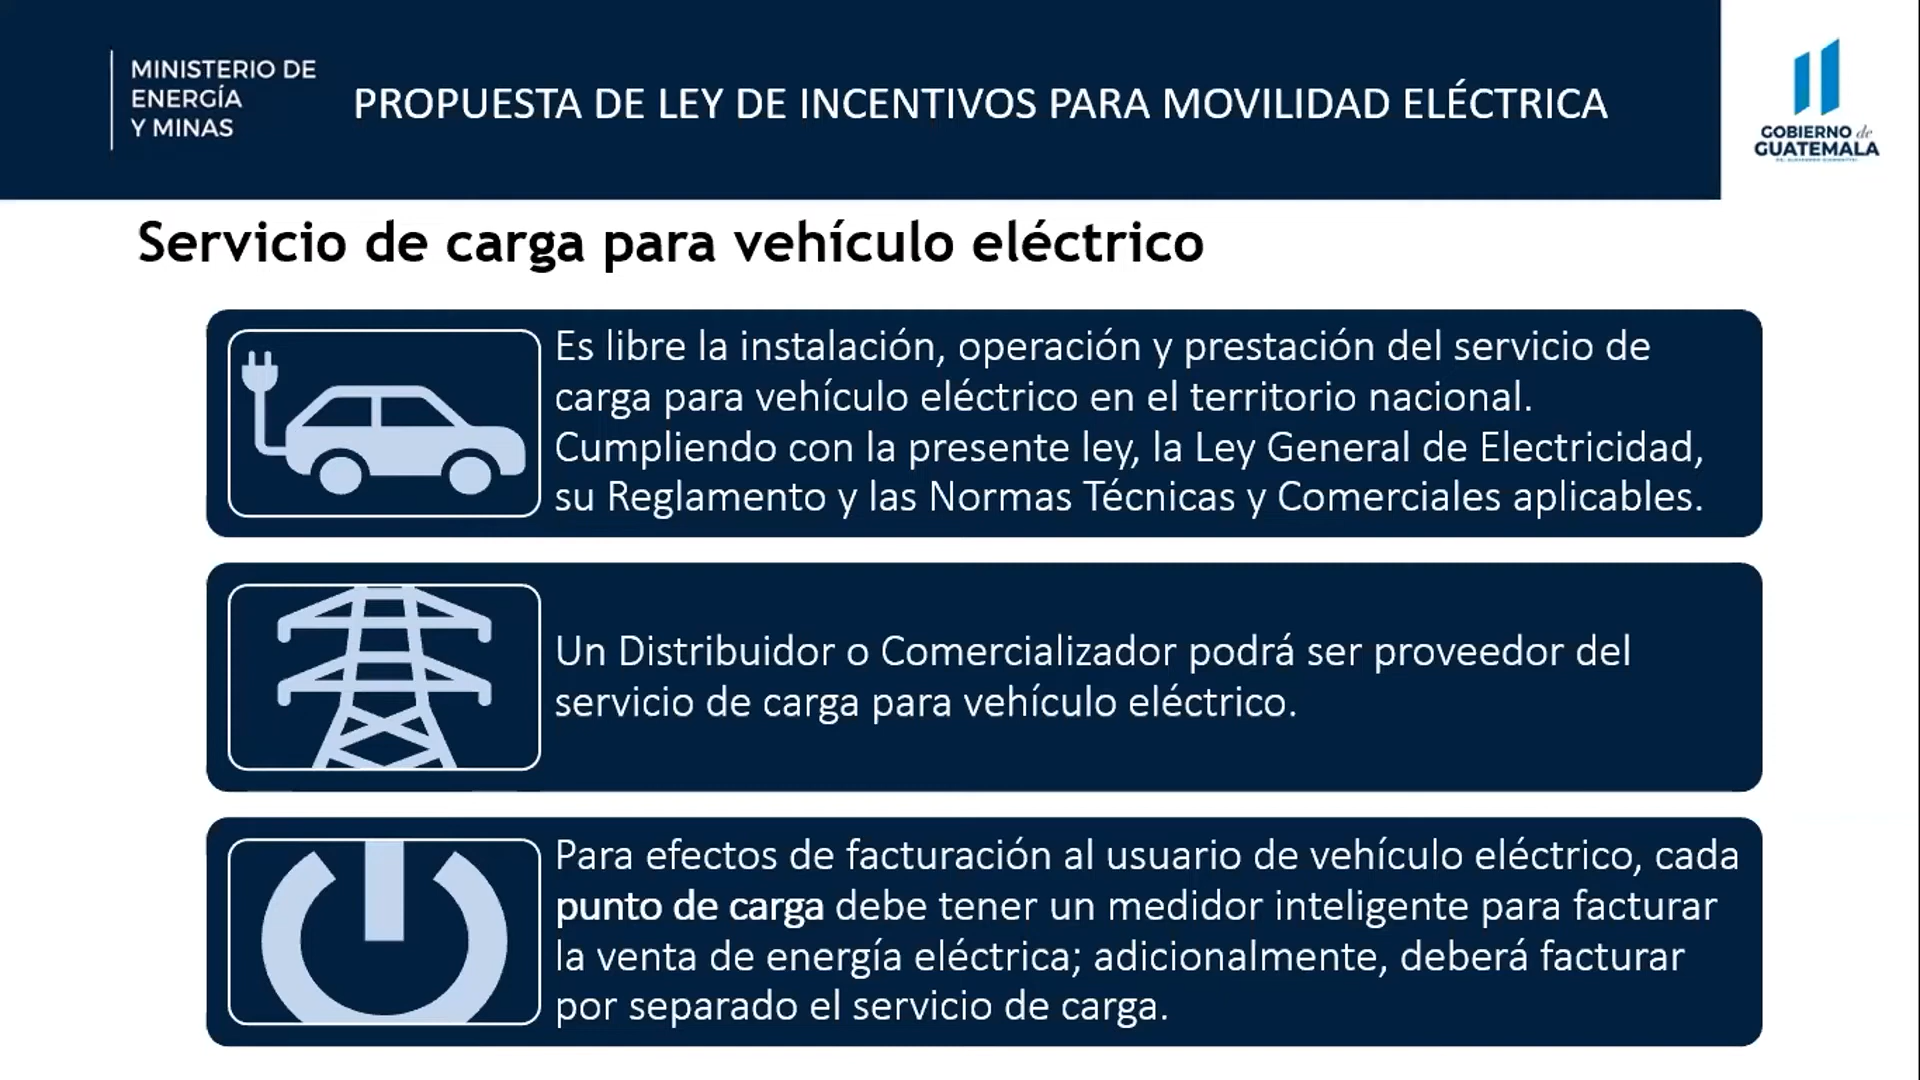 MINISTERIO DE
ENERGÍA
Y MINAS
PROPUESTA DE LEY DE INCENTIVOS PARA MOVILIDAD ELÉCTRICA
GOBIERNO de
GUATEMALA
Servicio de carga para vehículo eléctrico
Es libre la instalación, operación y prestación del servicio de
carga para vehículo eléctrico en el territorio nacional.
Cumpliendo con la presente ley, la Ley General de Electricidad,
su Reglamento y las Normas Técnicas y Comerciales aplicables.
Un Distribuidor o Comercializador podrá ser proveedor del
servicio de carga para vehículo eléctrico.
Para efectos de facturación al usuario de vehículo eléctrico, cada
punto de carga debe tener un medidor inteligente para facturar
la venta de energía eléctrica; adicionalmente, deberá facturar
por separado el servicio de carga.